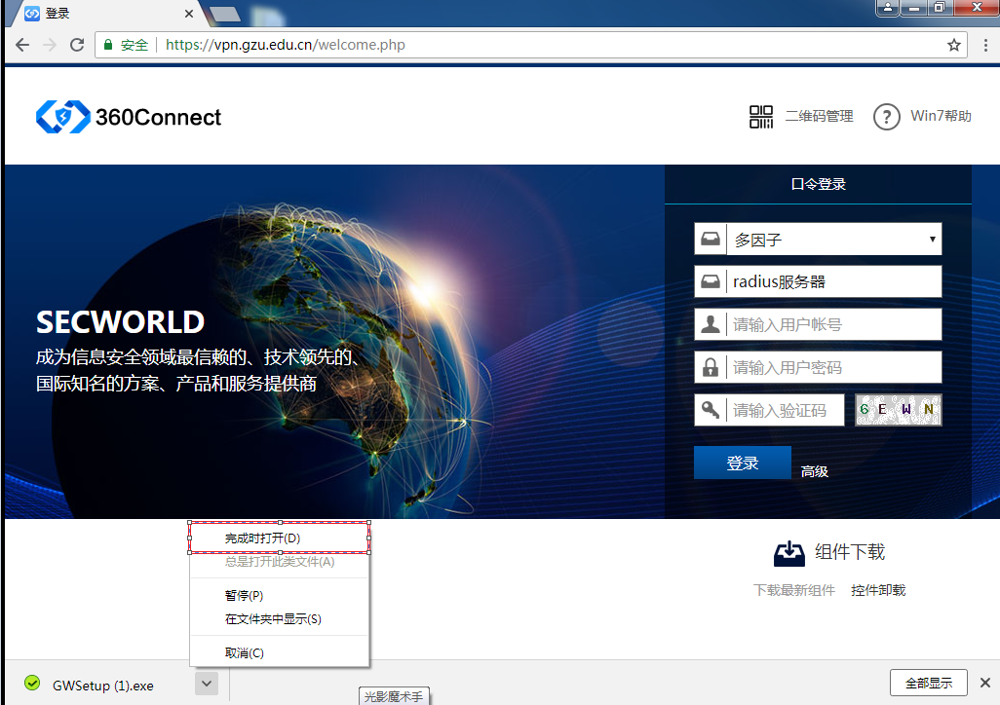 登录
安全
https://vpn.gzu.edu.cn/welcome.php
360Connect
二维码管理
? Win7帮助
口令登录
多因子
radius服务器
请输入用户帐号
请输入用户密码
请输入验证码
6 E W N
登录
高级
SECWORLD
成为信息安全领域最信赖的、技术领先的、
国际知名的方案、产品和服务提供商
完成时打开(D)
总是打开此类文件(A)
暂停(P)
在文件夹中显示(S)
取消(C)
组件下载
下载最新组件 控件卸载
GWSetup (1).exe
光影魔术手
全部显示